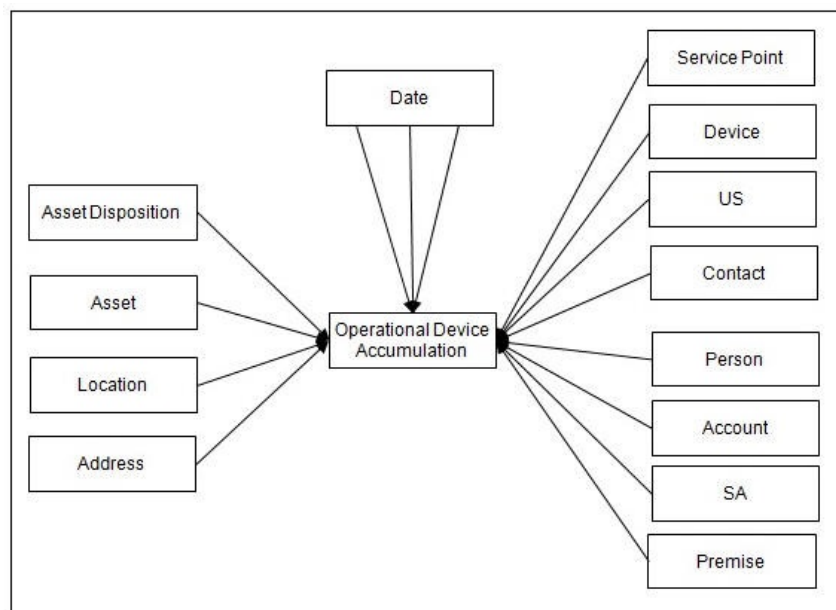 Date
Asset Disposition
Asset
Location
Address
Operational Device
Accumulation
Service Point
Device
US
Contact
Person
Account
SA
Premise